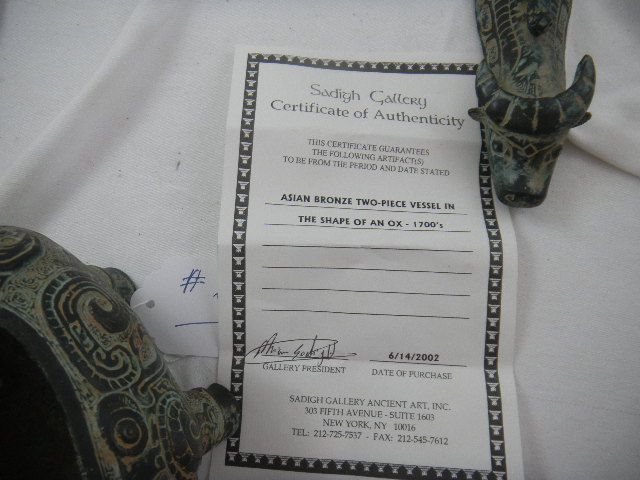 Sadigh Gallery
Certificate of Authenticity
THIS CERTIFICATE GUARANTEES
THE FOLLOWING ARTIFACT(S)
TO BE FROM THE PERIOD AND DATE STATED
ASIAN BRONZE TWO-PIECE VESSEL IN
THE SHAPE OF AN OX - 1700's
6/14/2002
GALLERY PRESIDENT DATE OF PURCHASE
SADIGH GALLERY ANCIENT ART, INC.
303 FIFTH AVENUE - SUITE 1603
NEW YORK, NY 10016
TEL: 212-725-7537 - FAX: 212-545-7612
#